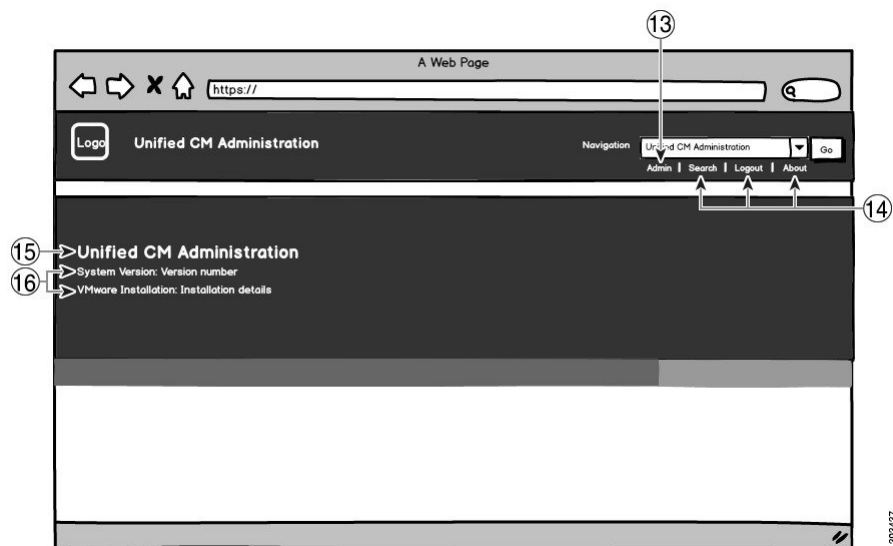 13
A Web Page
https://
Logo
Unified CM Administration
Navigation
Unified CM Administration
Go
Admin | Search | Logout | About
14
15
Unified CM Administration
16
System Version: Version number
VMware Installation: Installation details